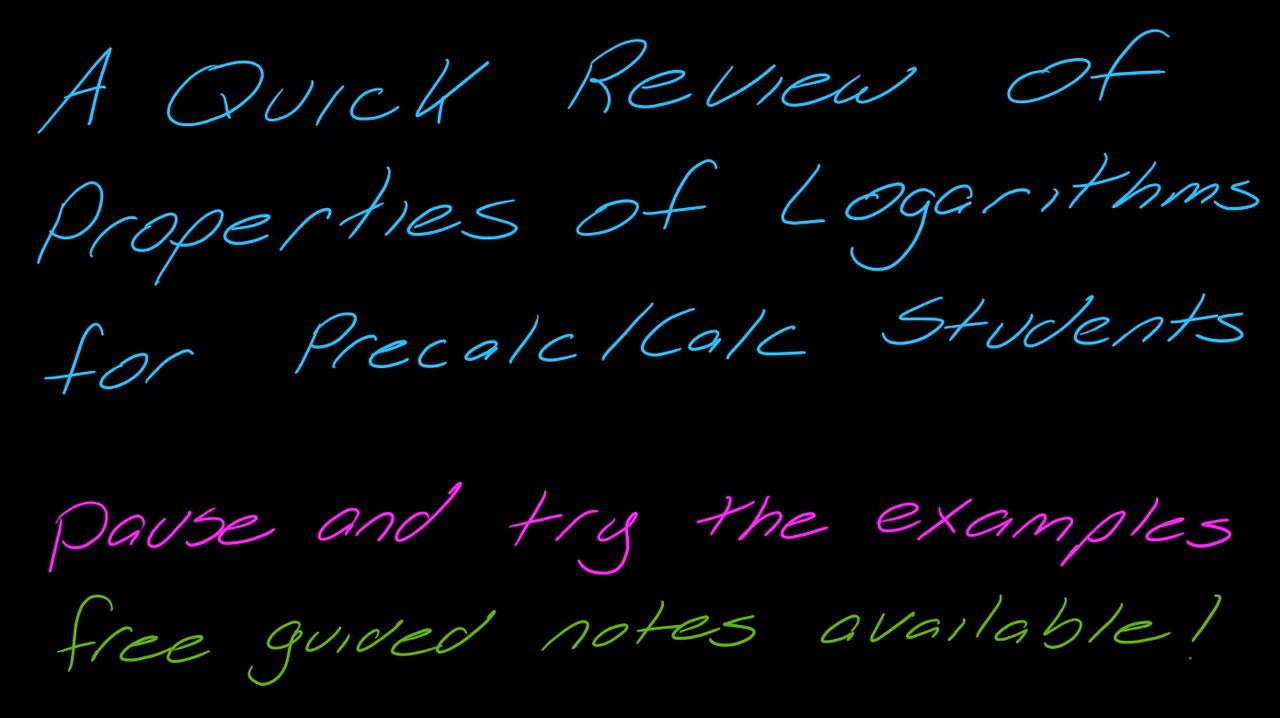 A Quick Review of
Properties of Logarithms
for Precalc/Calc Students
pause and try the examples
free guided notes available!